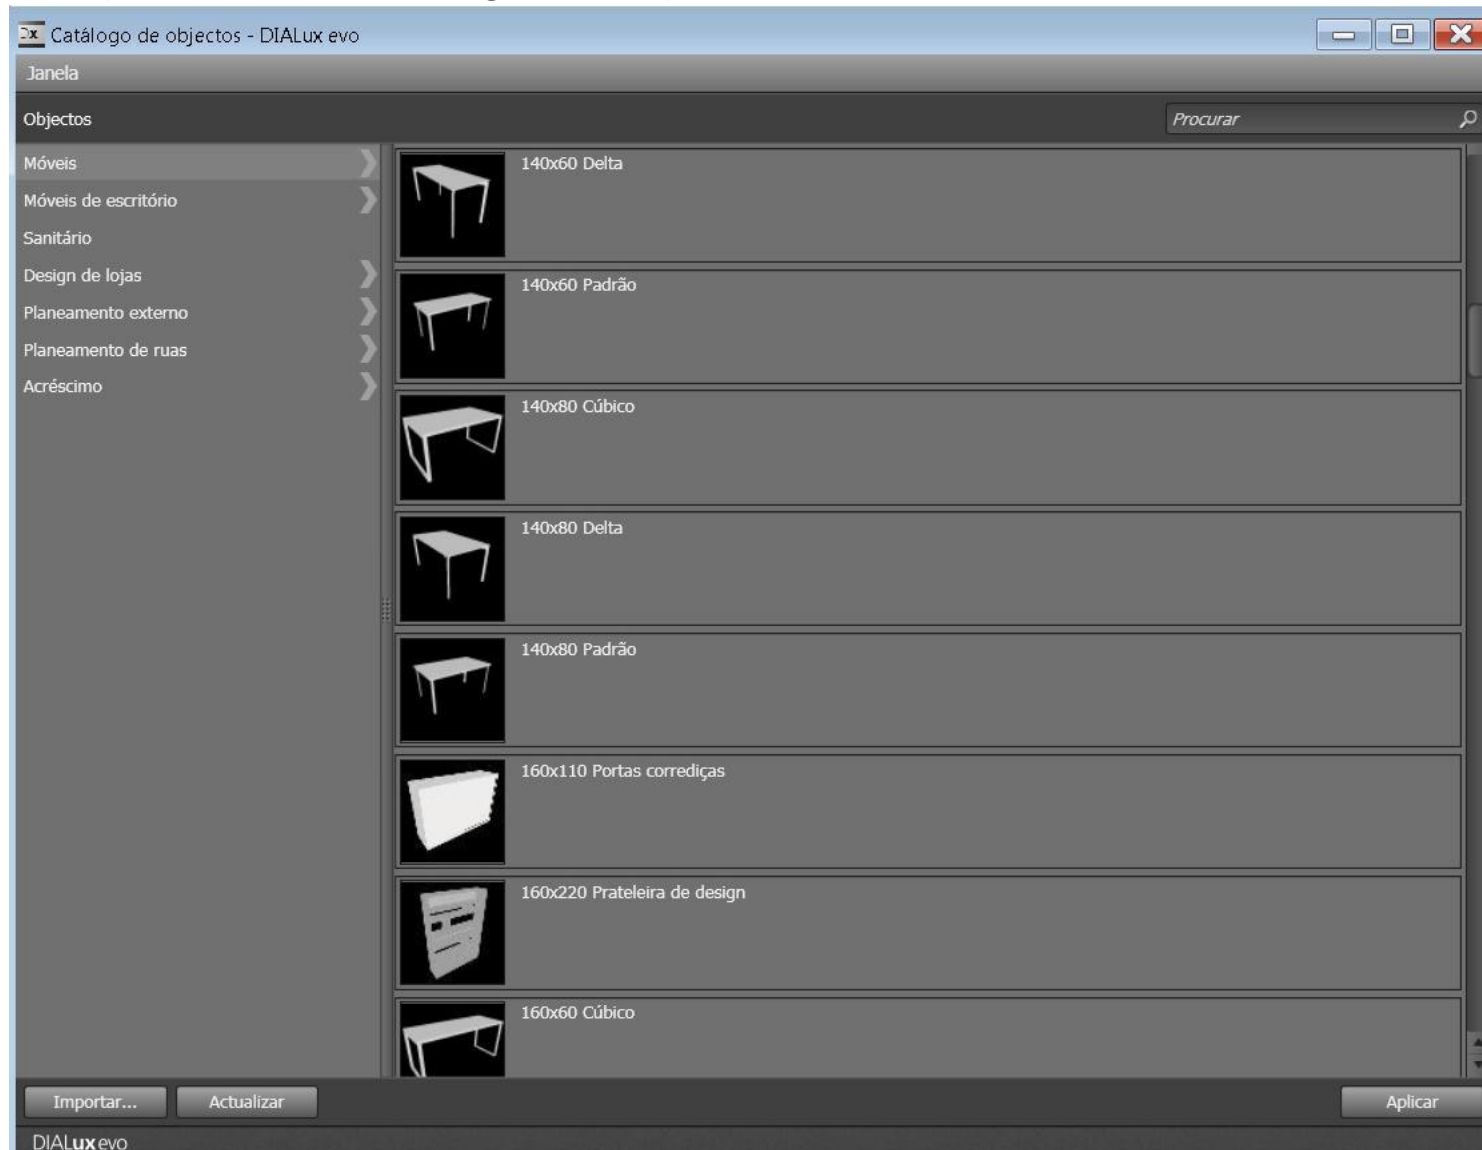 Dx Catálogo de objectos - DIALux evo
Janela
Objectos
Procurar
Móveis
Móveis de escritório
Sanitário
Design de lojas
Planeamento externo
Planeamento de ruas
Acréscimo
140x60 Delta
140x60 Padrão
140x80 Cúbico
140x80 Delta
140x80 Padrão
160x110 Portas corrediças
160x220 Prateleira de design
160x60 Cúbico
Importar...
Actualizar
Aplicar
DIALux evo